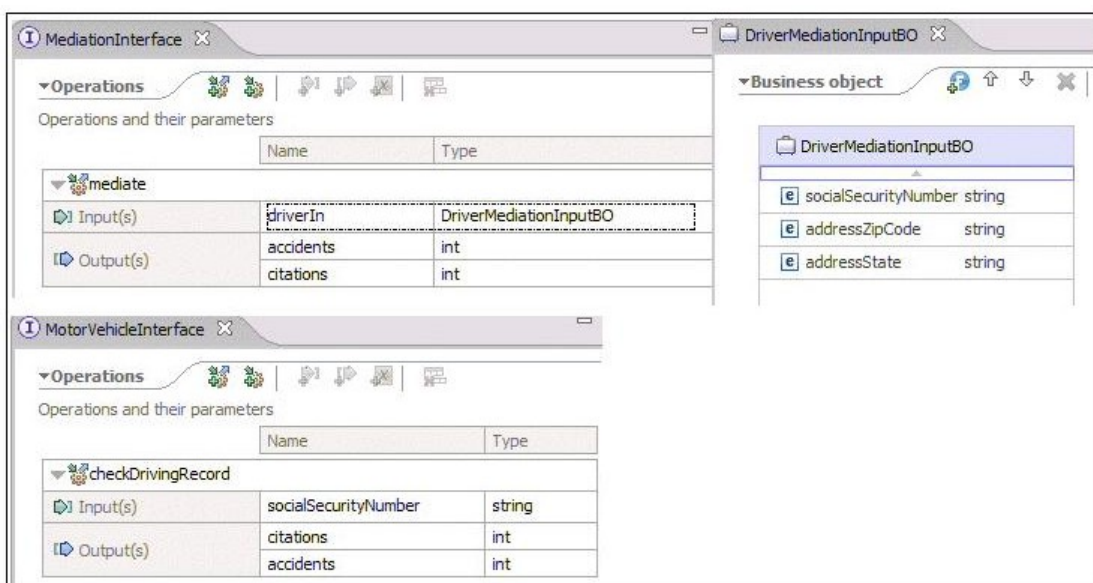 MediationInterface
Operations
Operations and their parameters
Name Type
mediate
Input(s) driverIn DriverMediationInputBO
Output(s) accidents int
citations int
DriverMediationInputBO
Business object
DriverMediationInputBO
e socialSecurityNumber string
e addressZipCode string
e addressState string
MotorVehicleInterface
Operations
Operations and their parameters
Name Type
checkDrivingRecord
Input(s) socialSecurityNumber string
Output(s) citations int
accidents int